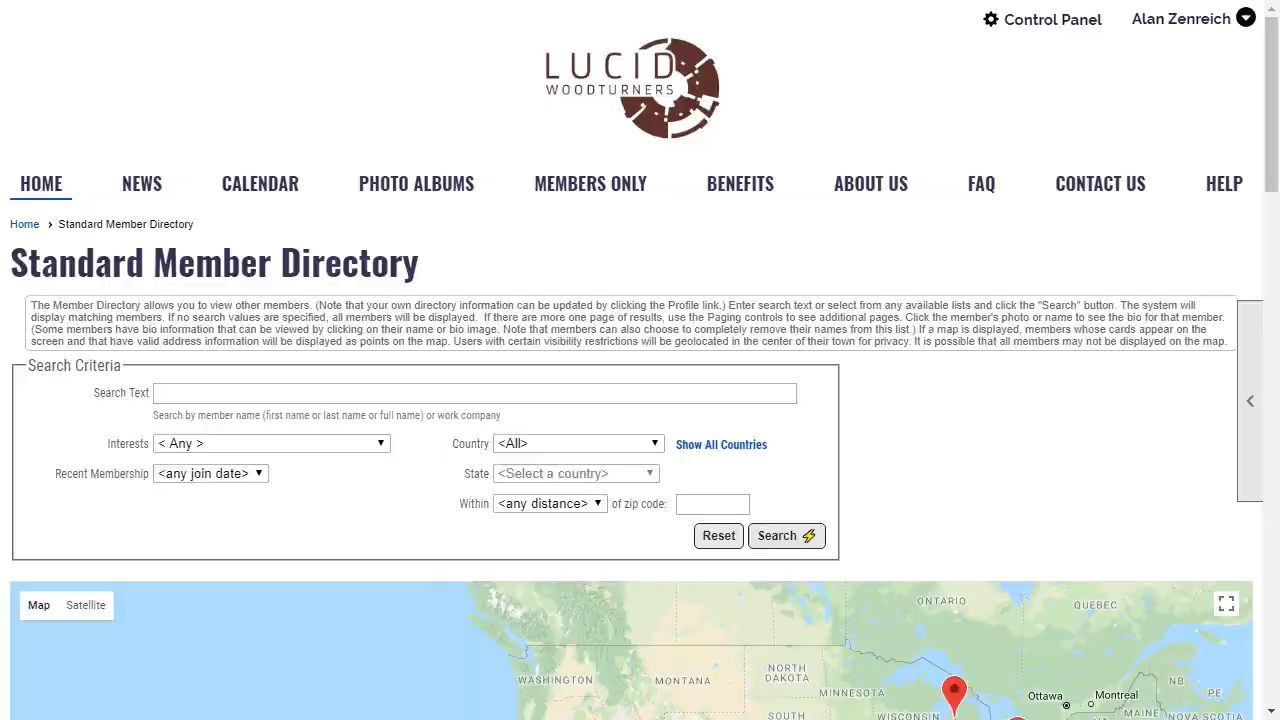 Control Panel
Alan Zenreich
LUCID
WOODTURNERS
HOME
NEWS
CALENDAR
PHOTO ALBUMS
MEMBERS ONLY
BENEFITS
ABOUT US
FAQ
CONTACT US
HELP
Home › Standard Member Directory
Standard Member Directory
The Member Directory allows you to view other members. (Note that your own directory information can be updated by clicking the Profile link.) Enter search text or select from any available lists and click the "Search" button. The system will
display matching members. If no search values are specified, all members will be displayed.  If there are more one page of results, use the Paging controls to see additional pages. Click the member's photo or name to see the bio for that member.
(Some members have bio information that can be viewed by clicking on their name or bio image. Note that members can also choose to completely remove their names from this list.) If a map is displayed, members whose cards appear on the
screen and that have valid address information will be displayed as points on the map. Users with certain visibility restrictions will be geolocated in the center of their town for privacy. It is possible that all members may not be displayed on the map.
Search Criteria
Search Text
Search by member name (first name or last name or full name) or work company
Interests
< Any >
Country
<All>
Show All Countries
Recent Membership
<any join date>
State
<Select a country>
Within
<any distance>
of zip code:
Reset
Search
Map
Satellite
ONTARIO
QUEBEC
WASHINGTON
MONTANA
NORTH
DAKOTA
MINNESOTA
SOUTH
WISCONSIN
Ottawa
Montreal
MAINE
NB
PE
NOVA SCOTIA